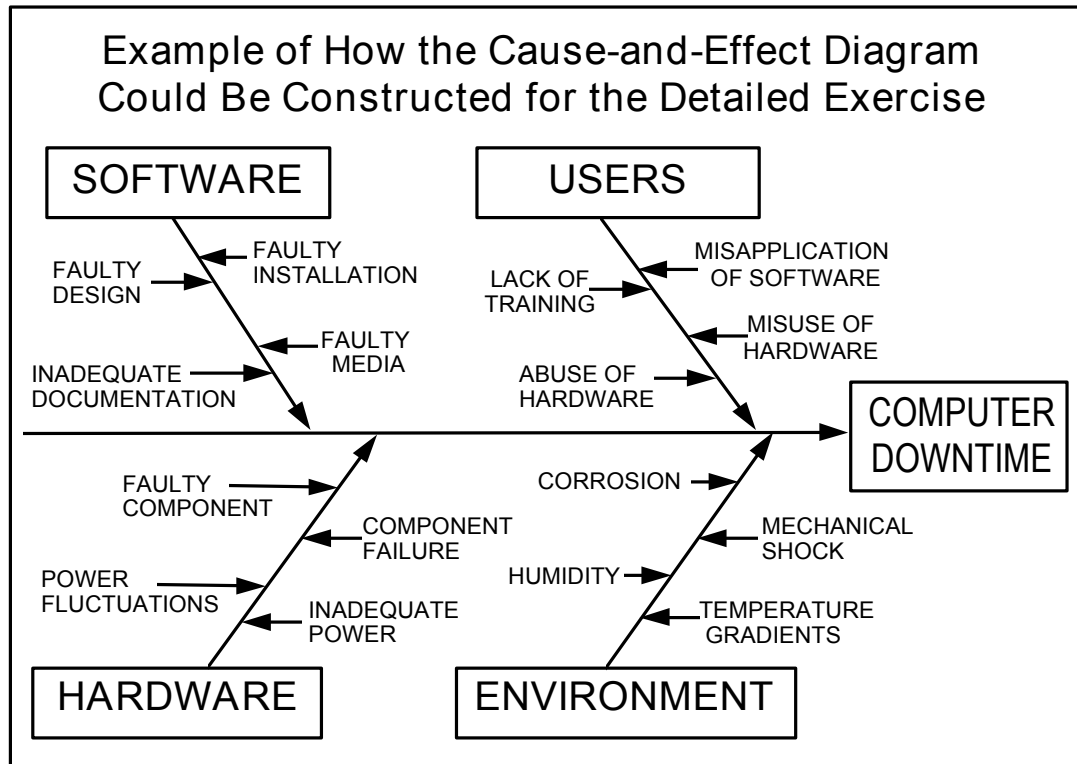 Example of How the Cause-and-Effect Diagram
Could Be Constructed for the Detailed Exercise
SOFTWARE
USERS
FAULTY
INSTALLATION
FAULTY
DESIGN
FAULTY
MEDIA
INADEQUATE
DOCUMENTATION
MISAPPLICATION
OF SOFTWARE
LACK OF
TRAINING
MISUSE OF
HARDWARE
ABUSE OF
HARDWARE
COMPUTER
DOWNTIME
FAULTY
COMPONENT
COMPONENT
FAILURE
POWER
FLUCTUATIONS
INADEQUATE
POWER
CORROSION
MECHANICAL
SHOCK
HUMIDITY
TEMPERATURE
GRADIENTS
HARDWARE
ENVIRONMENT